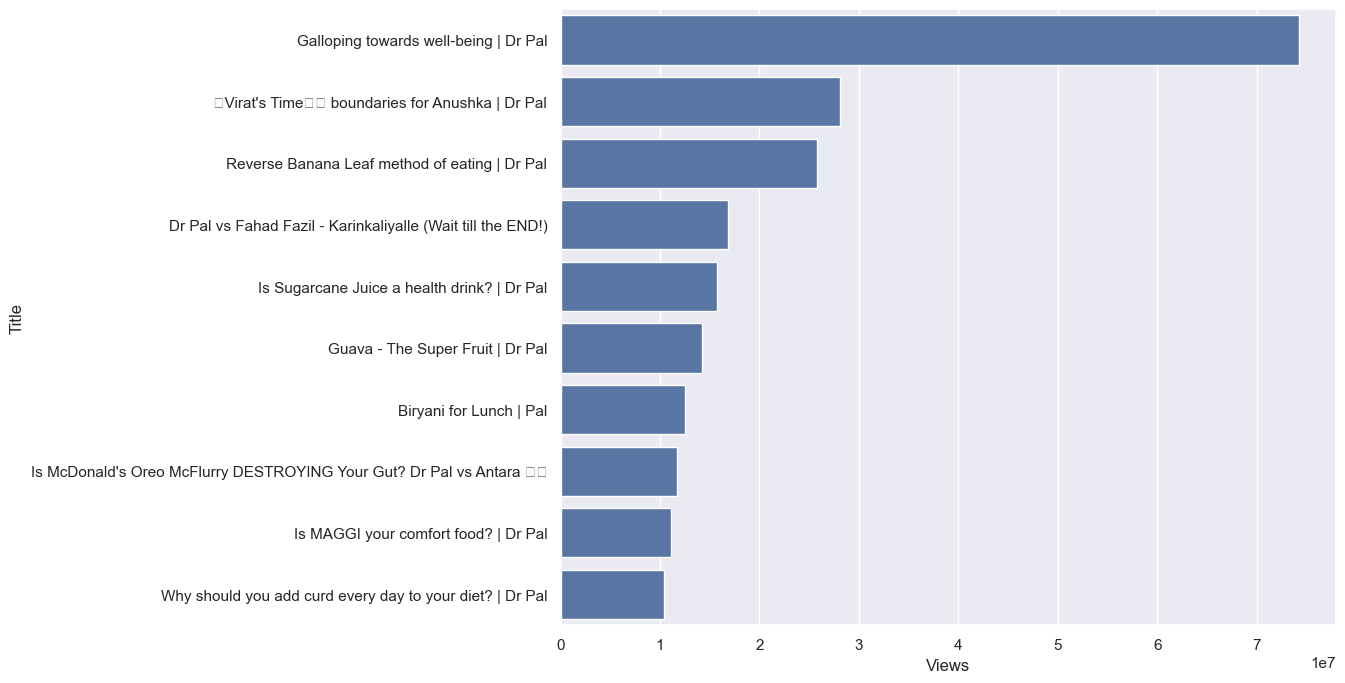 Galloping towards well-being | Dr Pal
▯Virat's Time▯▯ boundaries for Anushka | Dr Pal
Reverse Banana Leaf method of eating | Dr Pal
Dr Pal vs Fahad Fazil - Karinkaliyalle (Wait till the END!)
Is Sugarcane Juice a health drink? | Dr Pal
Guava - The Super Fruit | Dr Pal
Biryani for Lunch | Pal
Is McDonald's Oreo McFlurry DESTROYING Your Gut? Dr Pal vs Antara ▯▯
Is MAGGI your comfort food? | Dr Pal
Why should you add curd every day to your diet? | Dr Pal
Title
0 1 2 3 4 5 6 7
1e7
Views